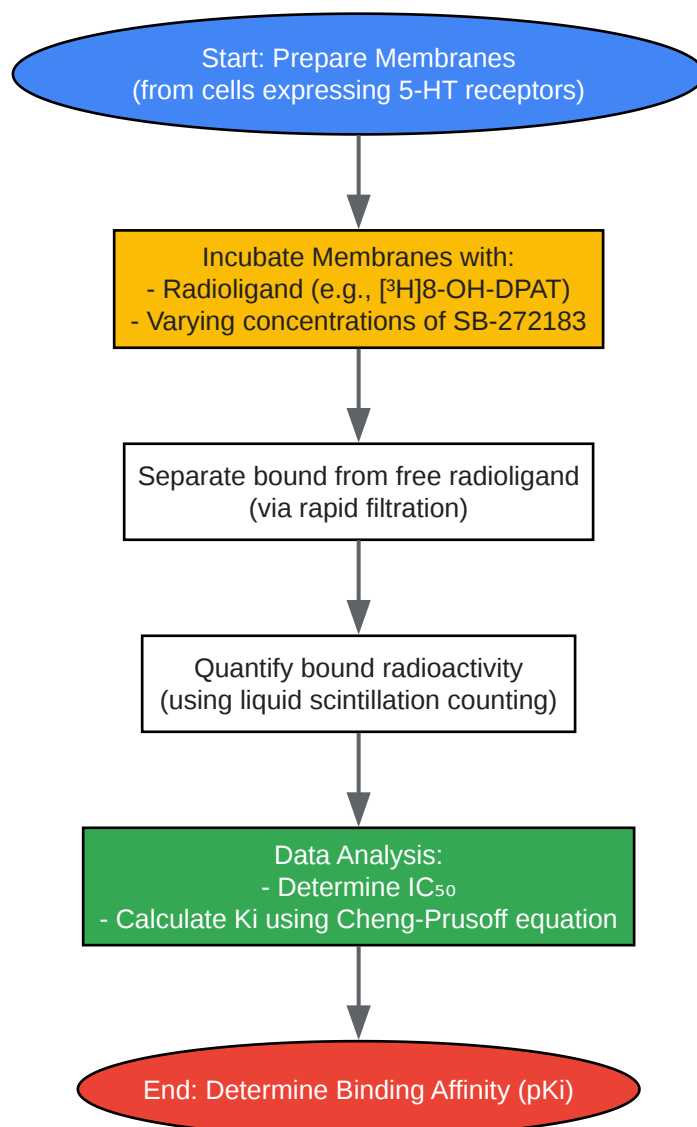 Start: Prepare Membranes
(from cells expressing 5-HT receptors)
Incubate Membranes with:
- Radioligand (e.g., [³H]8-OH-DPAT)
- Varying concentrations of SB-272183
Separate bound from free radioligand
(via rapid filtration)
Quantify bound radioactivity
(using liquid scintillation counting)
Data Analysis:
- Determine IC₅₀
- Calculate Ki using Cheng-Prusoff equation
End: Determine Binding Affinity (pKi)